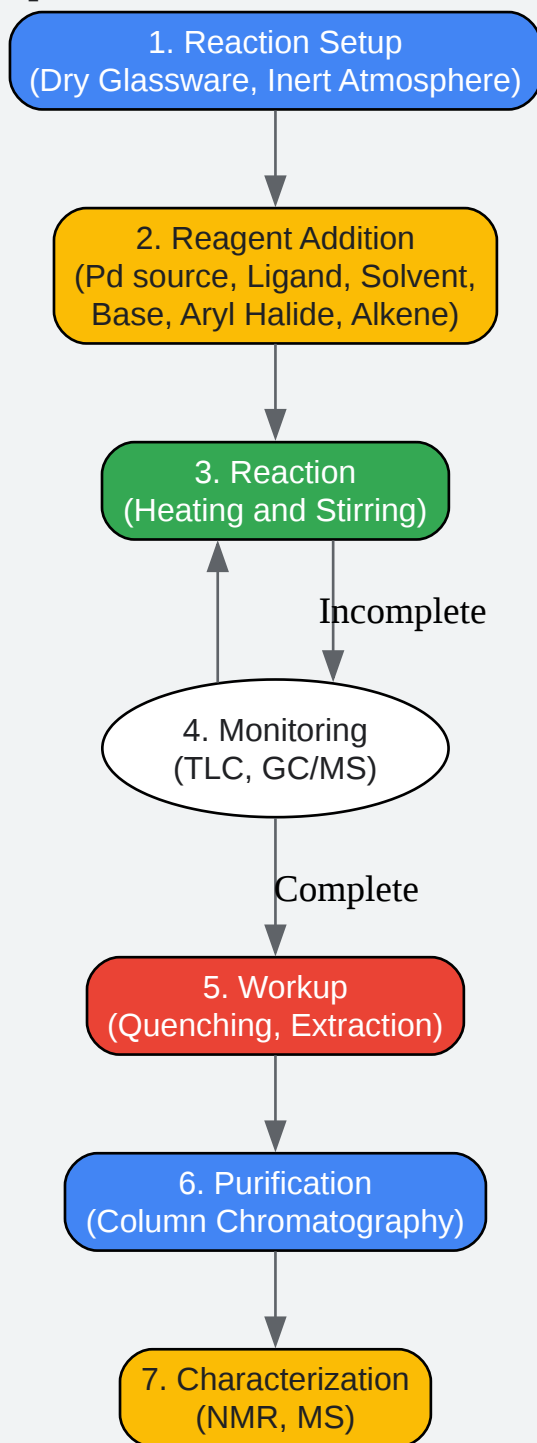 1. Reaction Setup
(Dry Glassware, Inert Atmosphere)
2. Reagent Addition
(Pd source, Ligand, Solvent,
Base, Aryl Halide, Alkene)
3. Reaction
(Heating and Stirring)
Incomplete
4. Monitoring
(TLC, GC/MS)
Complete
5. Workup
(Quenching, Extraction)
6. Purification
(Column Chromatography)
7. Characterization
(NMR, MS)